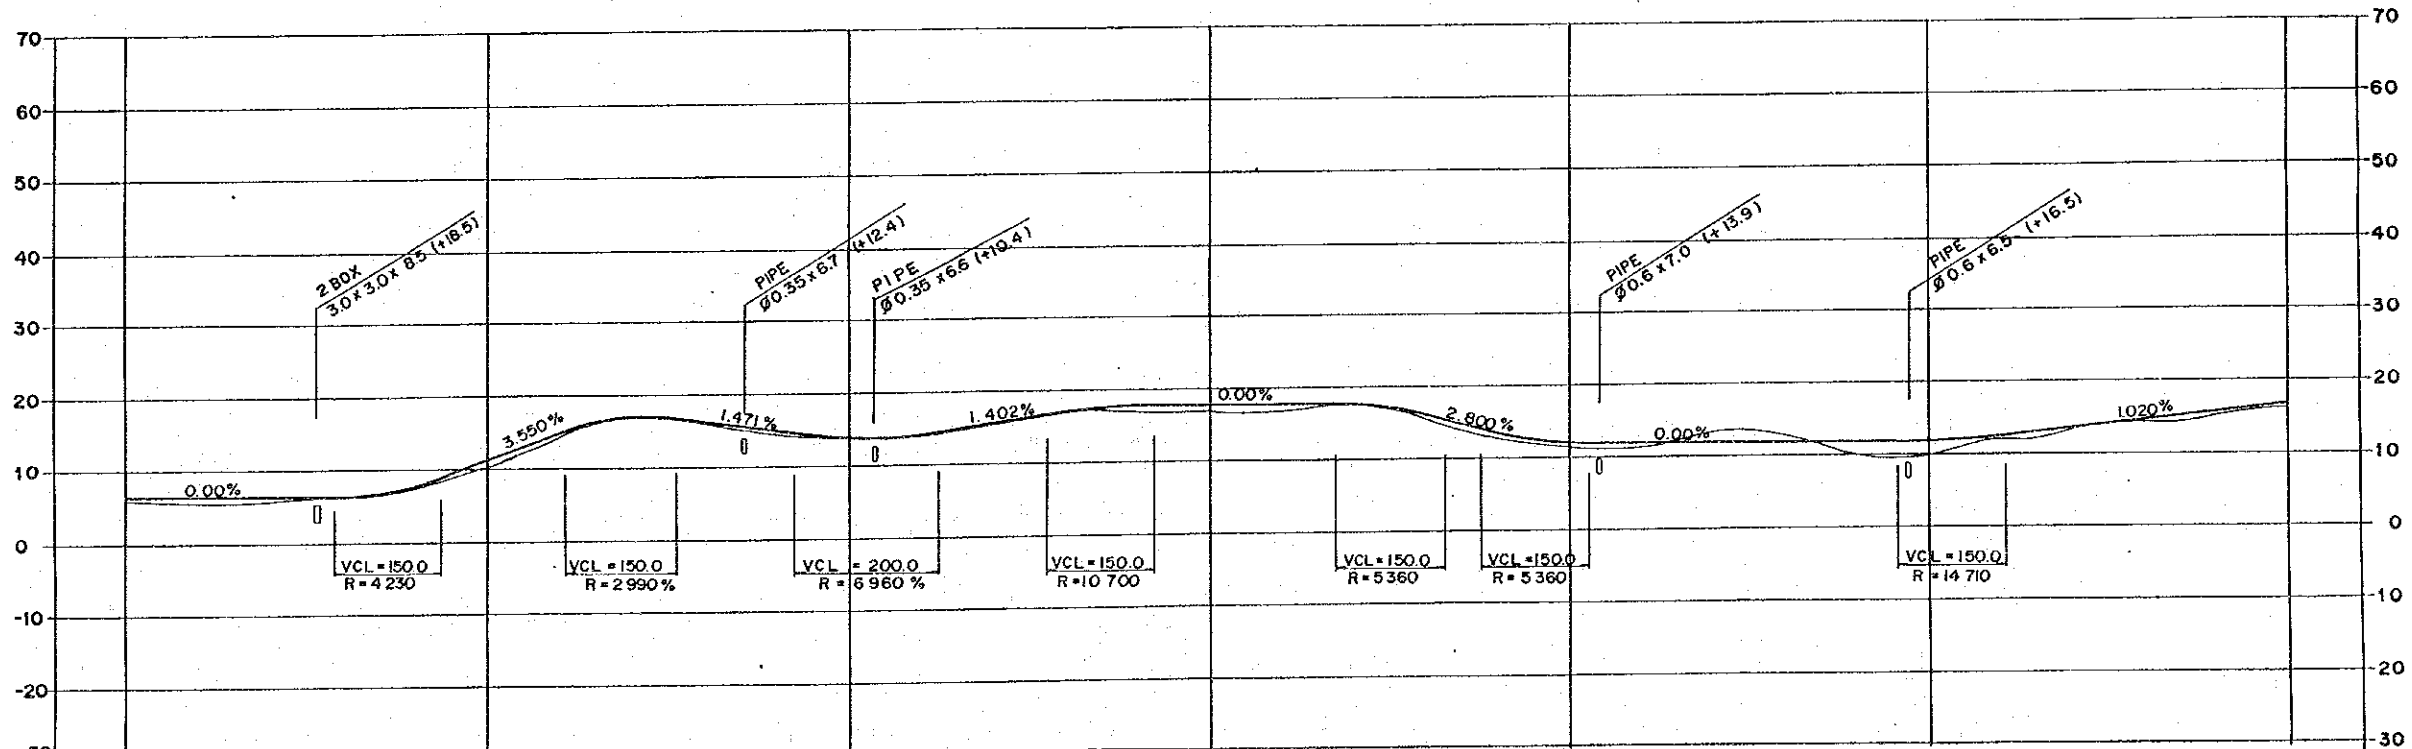 70
60
50
40
30
20
10
0
-10
-20
2 BOX
3.0 x 3.0 x 8.5 (+18.5)
PIPE
Ø0.35 x 6.7 (+12.4)
PIPE
Ø0.35 x 6.6 (+10.4)
PIPE
Ø0.6 x 7.0 (+13.9)
PIPE
Ø0.6 x 6.5 (+16.5)
0.00%
3.550%
1.471%
1.402%
0.00%
2.800%
0.00%
1.020%
VCL = 150.0
R = 4 230
VCL = 150.0
R = 2 990 %
VCL = 200.0
R = 6 960 %
VCL = 150.0
R = 10 700
VCL = 150.0
R = 5 360
VCL = 150.0
R = 5 360
VCL = 150.0
R = 14 710
70
60
50
40
30
20
10
0
-10
-20
-30